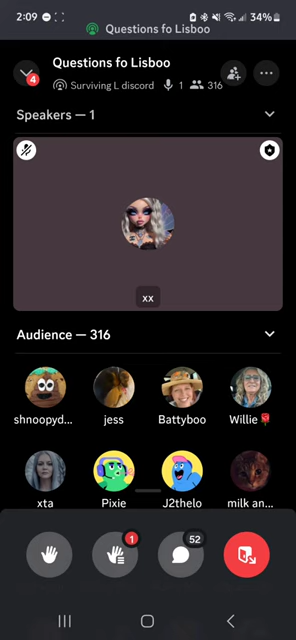 2:09
34%
Questions fo Lisboo
Questions fo Lisboo
4
Surviving L discord 1 316
Speakers — 1
xx
Audience — 316
shnoopyd... jess Battyboo Willie🌹
xta Pixie J2thelo milk an...
1 52